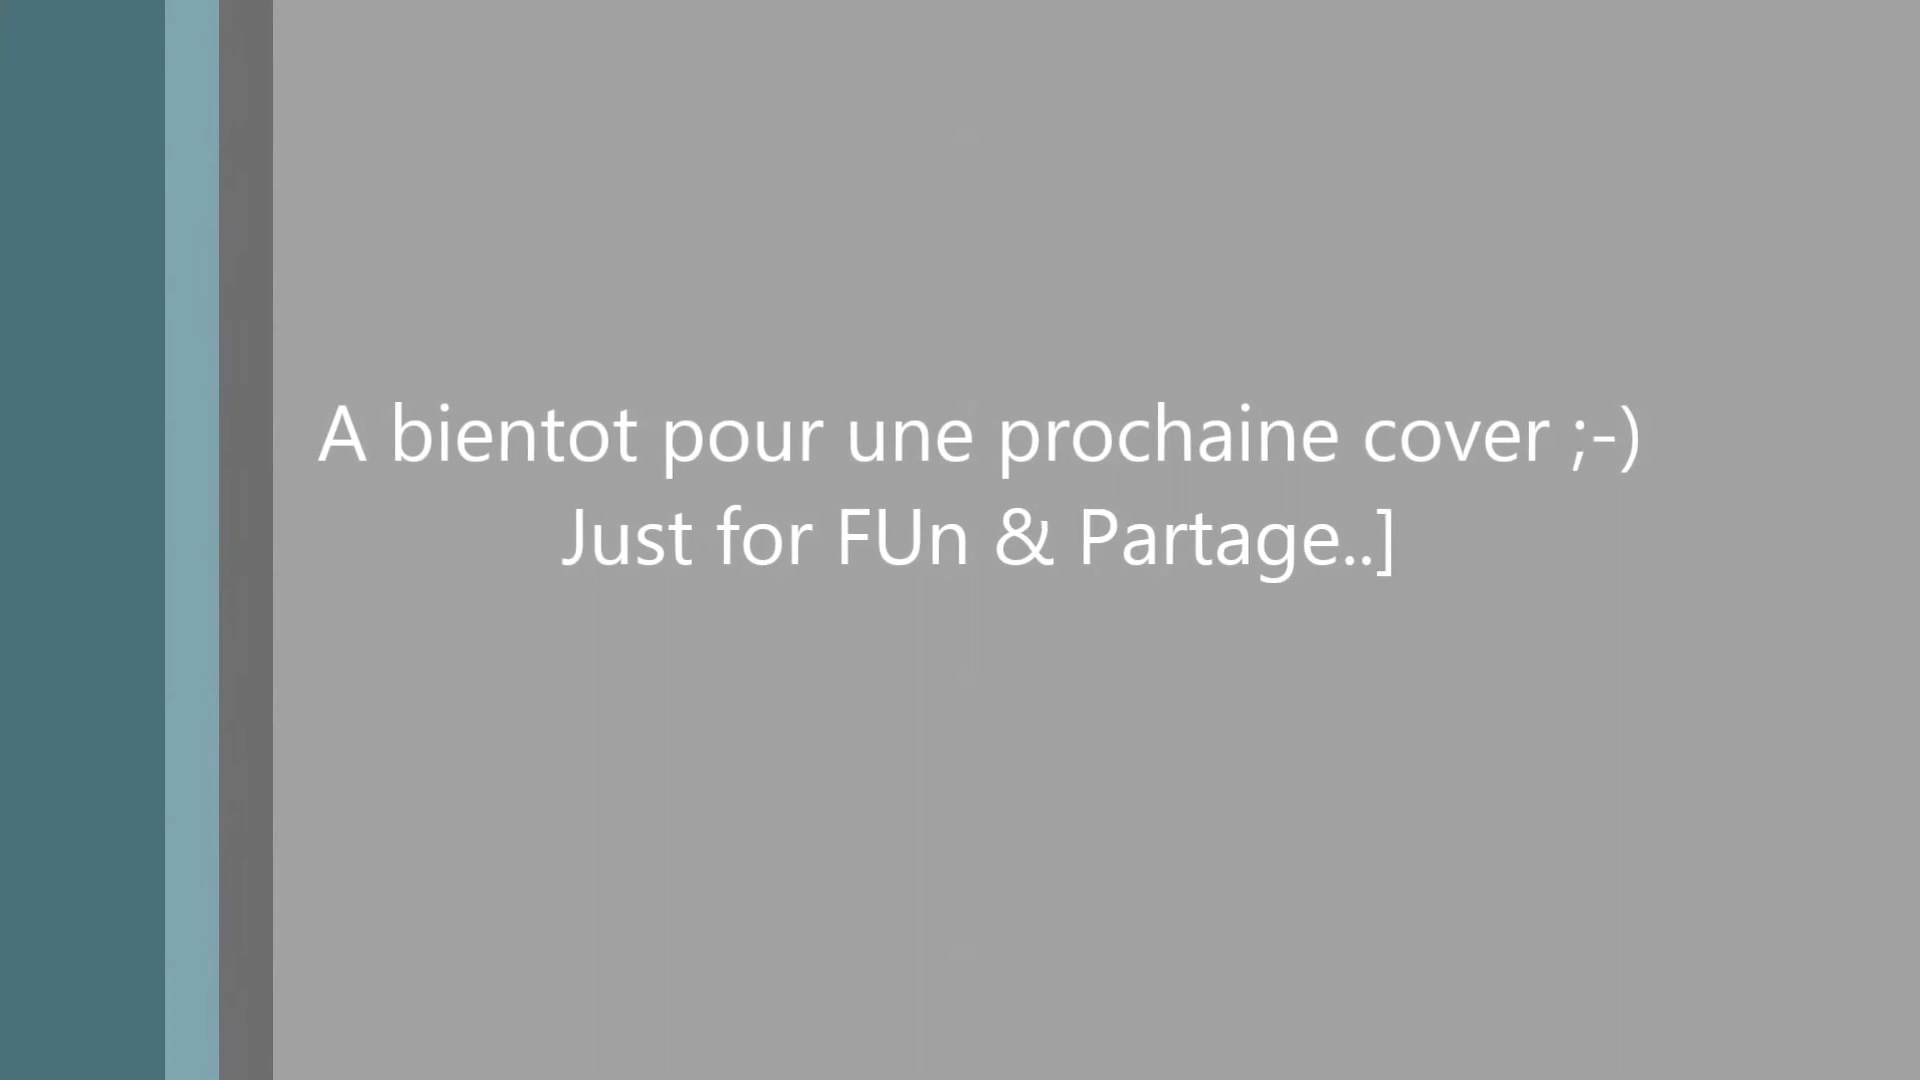 A bientot pour une prochaine cover ;-)
Just for FUn & Partage..]